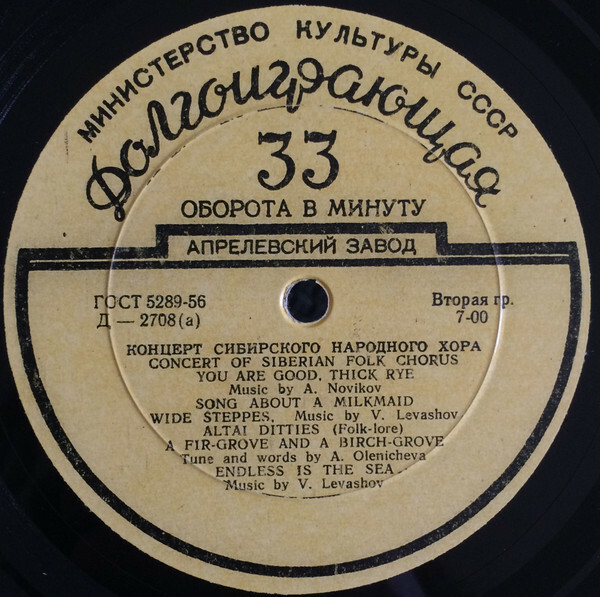 МИНИСТЕРСТВО КУЛЬТУРЫ СССР
Долгоиграющая
33
ОБОРОТА В МИНУТУ
АПРЕЛЕВСКИЙ ЗАВОД
ГОСТ 5289-56
Д — 2708(а)
Вторая гр.
7-00
КОНЦЕРТ СИБИРСКОГО НАРОДНОГО ХОРА
CONCERT OF SIBERIAN FOLK CHORUS
YOU ARE GOOD, THICK RYE
Music by A. Novikov
SONG ABOUT A MILKMAID
WIDE STEPPES, Music by V. Levashov
ALTAI DITTIES (Folk-lore)
A FIR-GROVE AND A BIRCH-GROVE
Tune and words by A. Olenicheva
ENDLESS IS THE SEA
Music by V. Levashov